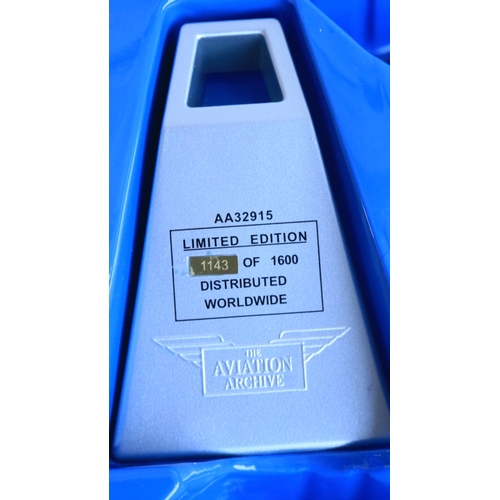 AA32915
LIMITED EDITION
1143 OF 1600
DISTRIBUTED
WORLDWIDE
THE
AVIATION
ARCHIVE